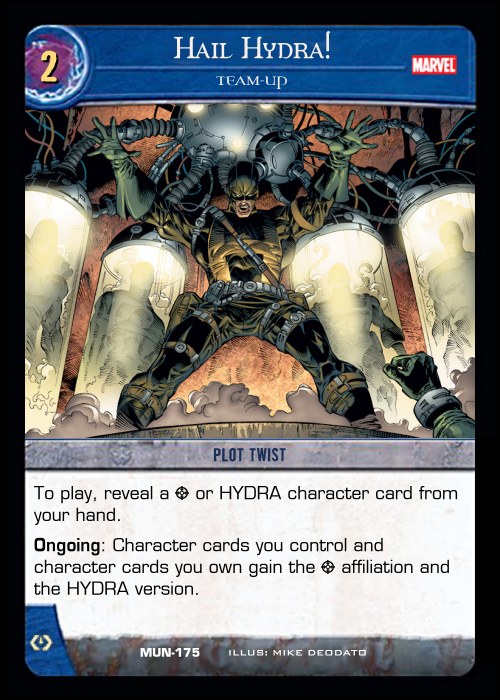 2
Hail Hydra!
TEAM-UP
MARVEL
PLOT TWIST
To play, reveal a or HYDRA character card from
your hand.
Ongoing: Character cards you control and
character cards you own gain the affiliation and
the HYDRA version.
MUN-175 ILLUS: MIKE DEODATO